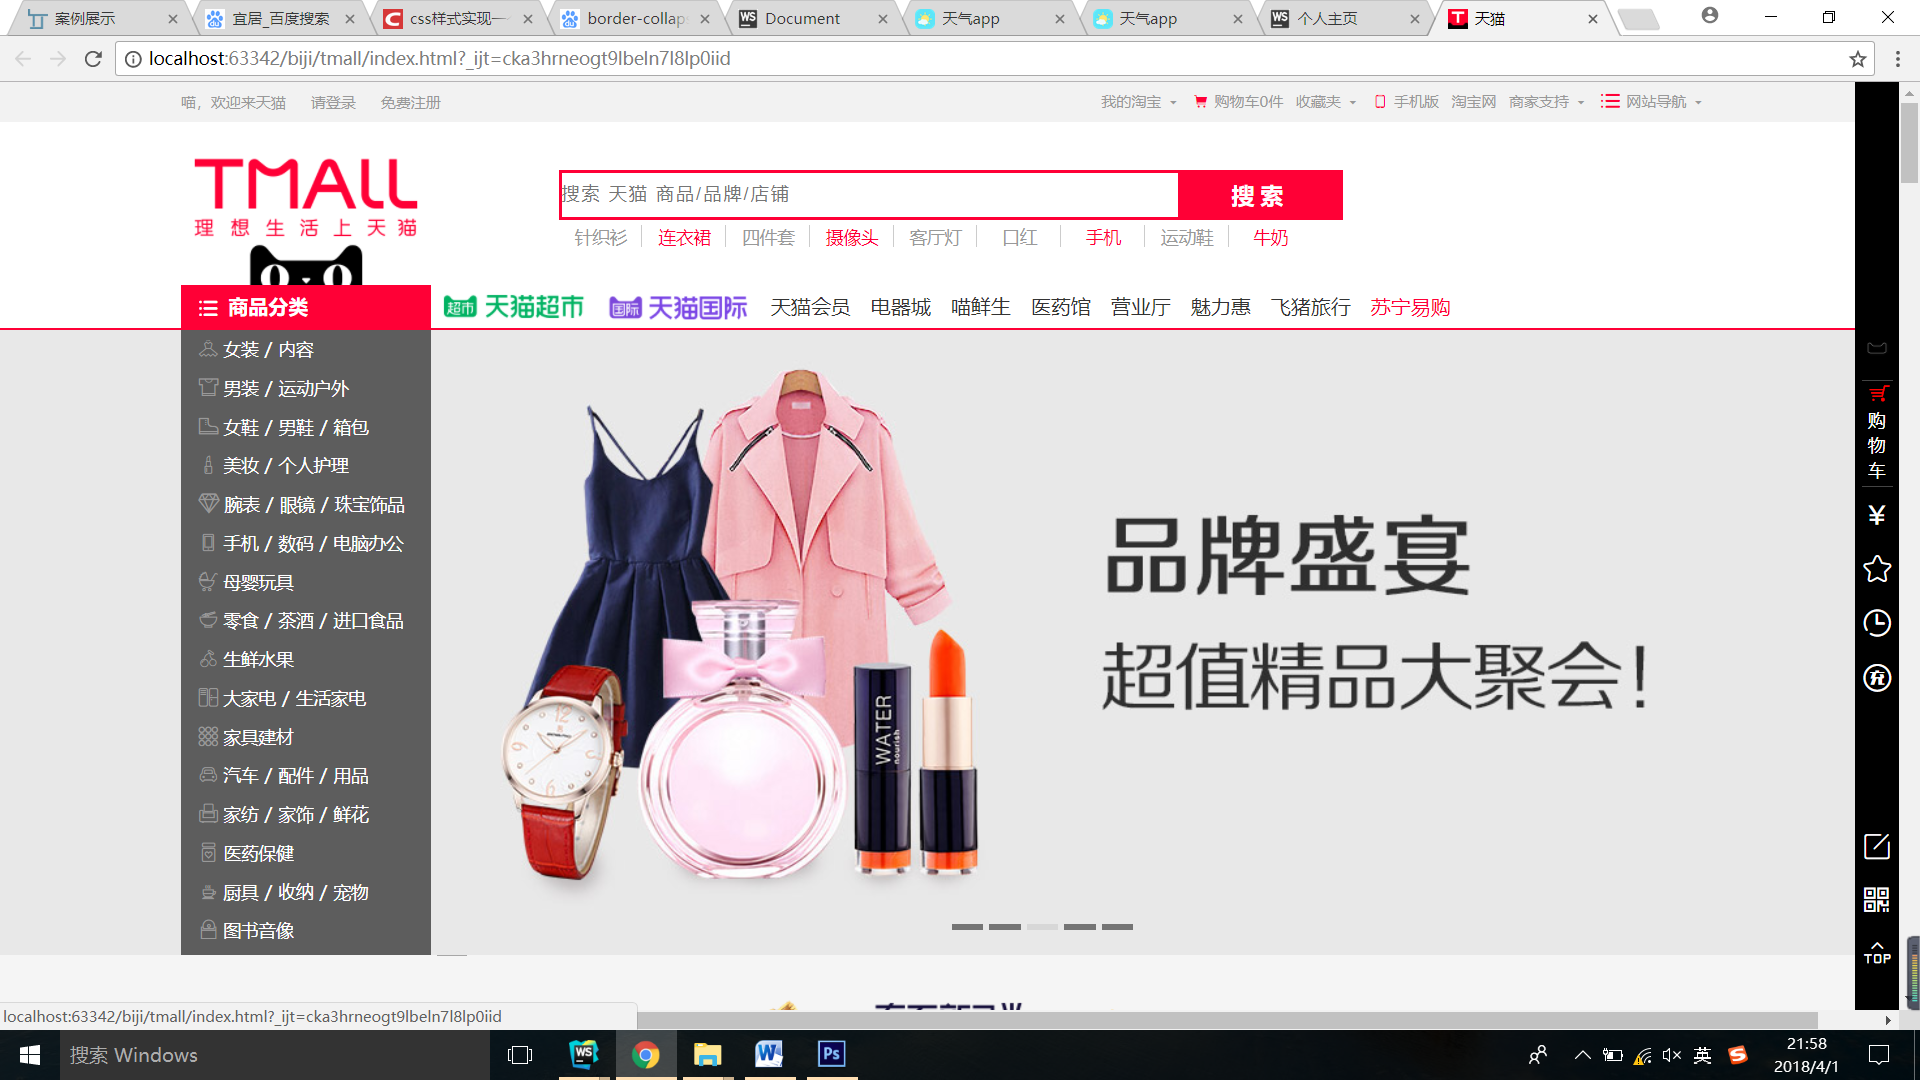 案例展示
宜居_百度搜索
css样式实现一
border-collap
Document
天气app
天气app
个人主页
天猫
localhost:63342/biji/tmall/index.html?_ijt=cka3hrneogt9lbeln7l8lp0iid
喵，欢迎来天猫 请登录 免费注册
我的淘宝 购物车0件 收藏夹 手机版 淘宝网 商家支持 网站导航
TMALL
理想生活上天猫
搜索 天猫 商品/品牌/店铺
搜索
针织衫 连衣裙 四件套 摄像头 客厅灯 口红 手机 运动鞋 牛奶
商品分类
超市 天猫超市 国际 天猫国际 天猫会员 电器城 喵鲜生 医药馆 营业厅 魅力惠 飞猪旅行 苏宁易购
女装 / 内容
男装 / 运动户外
女鞋 / 男鞋 / 箱包
美妆 / 个人护理
腕表 / 眼镜 / 珠宝饰品
手机 / 数码 / 电脑办公
母婴玩具
零食 / 茶酒 / 进口食品
生鲜水果
大家电 / 生活家电
家具建材
汽车 / 配件 / 用品
家纺 / 家饰 / 鲜花
医药保健
厨具 / 收纳 / 宠物
图书音像
WATER
nourish
品牌盛宴
超值精品大聚会！
购物车
¥
TOP
localhost:63342/biji/tmall/index.html?_ijt=cka3hrneogt9lbeln7l8lp0iid
搜索 Windows
英
21:58
2018/4/1